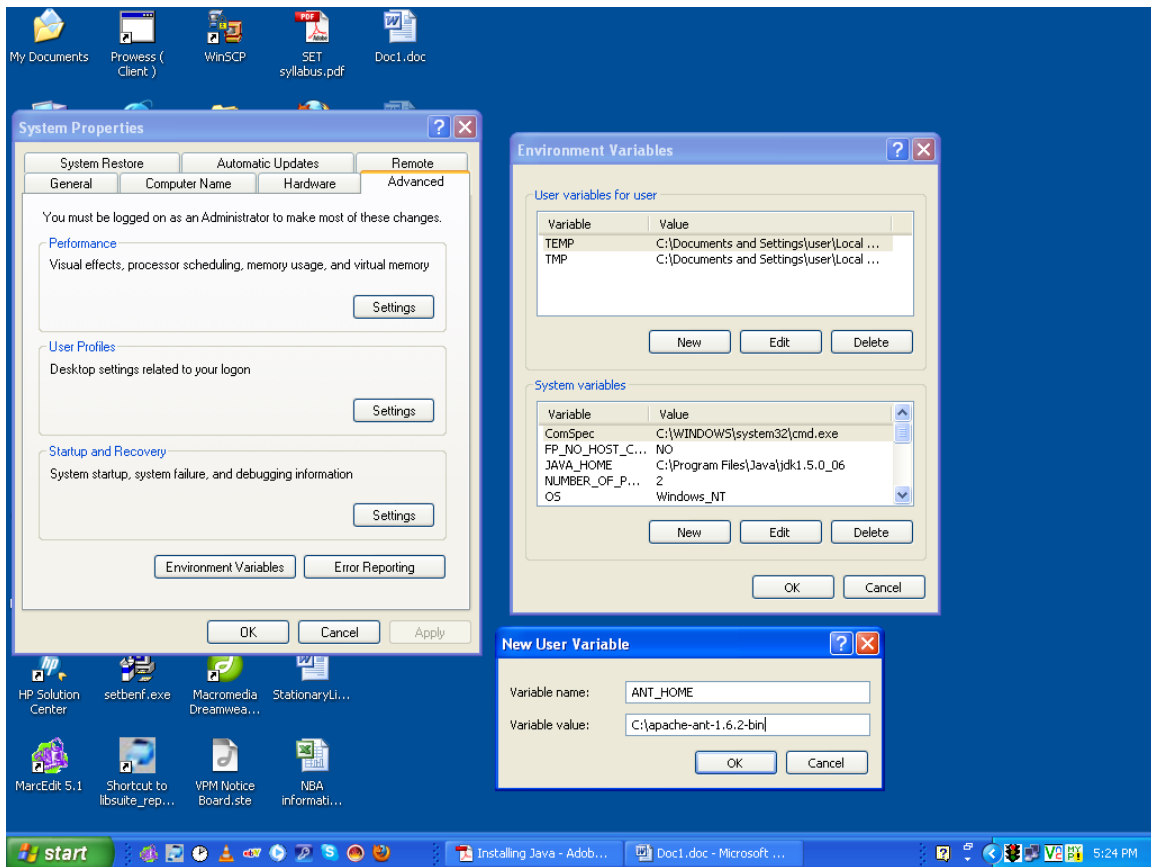 My Documents
Prowess (
Client )
WinSCP
PDF
SET
syllabus.pdf
Doc1.doc
System Properties
System Restore
Automatic Updates
Remote
General
Computer Name
Hardware
Advanced
You must be logged on as an Administrator to make most of these changes.
Performance
Visual effects, processor scheduling, memory usage, and virtual memory
Settings
User Profiles
Desktop settings related to your logon
Settings
Startup and Recovery
System startup, system failure, and debugging information
Settings
Environment Variables
Error Reporting
OK
Cancel
Apply
Environment Variables
User variables for user
Variable Value
TEMP C:\Documents and Settings\user\Local ...
TMP C:\Documents and Settings\user\Local ...
New
Edit
Delete
System variables
Variable Value
ComSpec C:\WINDOWS\system32\cmd.exe
FP_NO_HOST_C... NO
JAVA_HOME C:\Program Files\Java\jdk1.5.0_06
NUMBER_OF_P... 2
OS Windows_NT
New
Edit
Delete
OK
Cancel
New User Variable
Variable name: ANT_HOME
Variable value: C:\apache-ant-1.6.2-bin
OK
Cancel
hp
HP Solution
Center
setbenf.exe
Macromedia
Dreamwea...
StationaryLi...
MarcEdit 5.1
Shortcut to
libsuite_rep...
VPM Notice
Board.ste
NBA
informati...
start
Installing Java - Adob...
Doc1.doc - Microsoft ...
5:24 PM